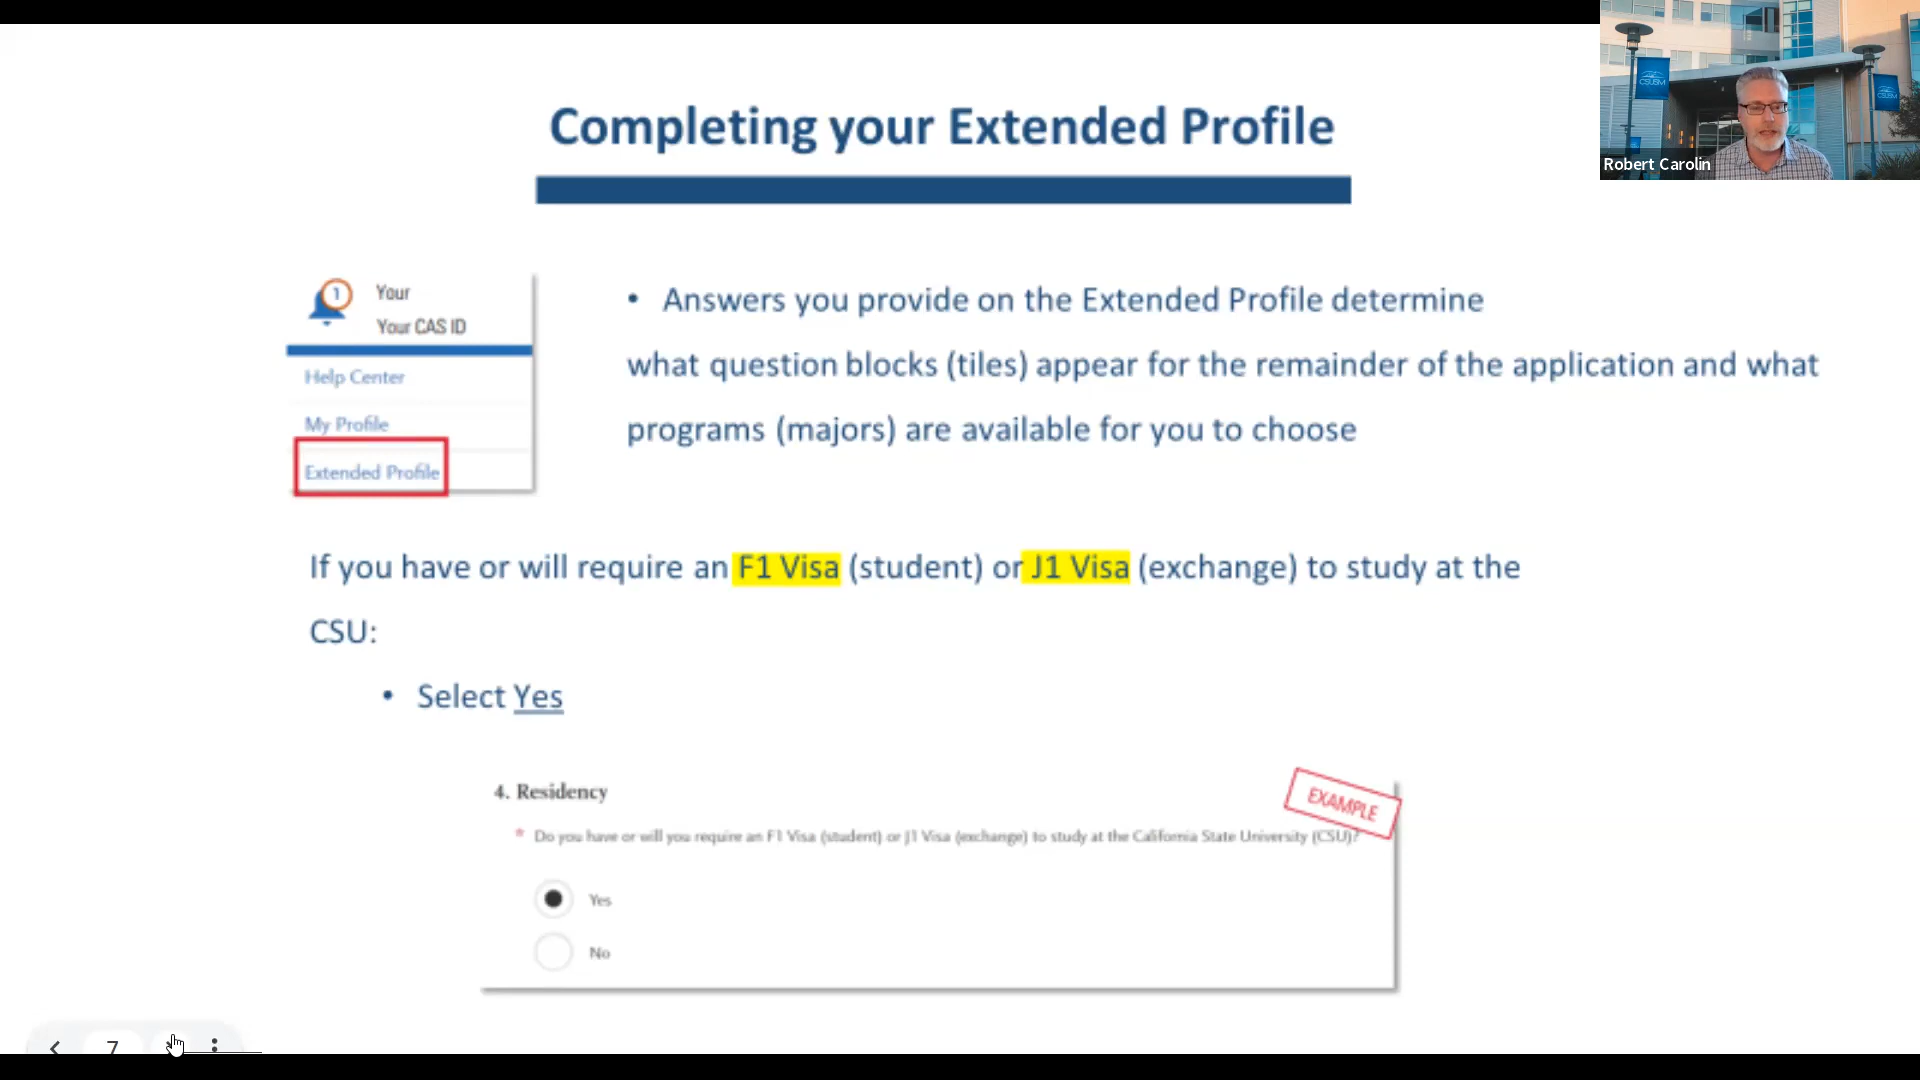 Completing your Extended Profile
CSUSM
CSUSM
Robert Carolin
1
Your
Your CAS ID
Help Center
My Profile
Extended Profile
• Answers you provide on the Extended Profile determine
what question blocks (tiles) appear for the remainder of the application and what
programs (majors) are available for you to choose
If you have or will require an F1 Visa (student) or J1 Visa (exchange) to study at the
CSU:
• Select Yes
EXAMPLE
4. Residency
* Do you have or will you require an F1 Visa (student) or J1 Visa (exchange) to study at the California State University (CSU)?
Yes
No
7